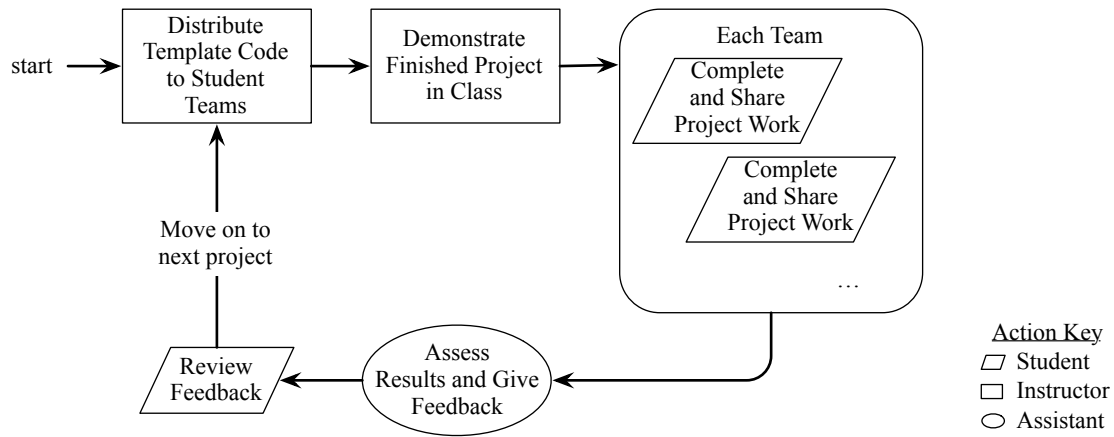 start
Distribute
Template Code
to Student
Teams
Demonstrate
Finished Project
in Class
Each Team
Complete
and Share
Project Work
Complete
and Share
Project Work
...
Move on to
next project
Review
Feedback
Assess
Results and Give
Feedback
Action Key
Student
Instructor
Assistant